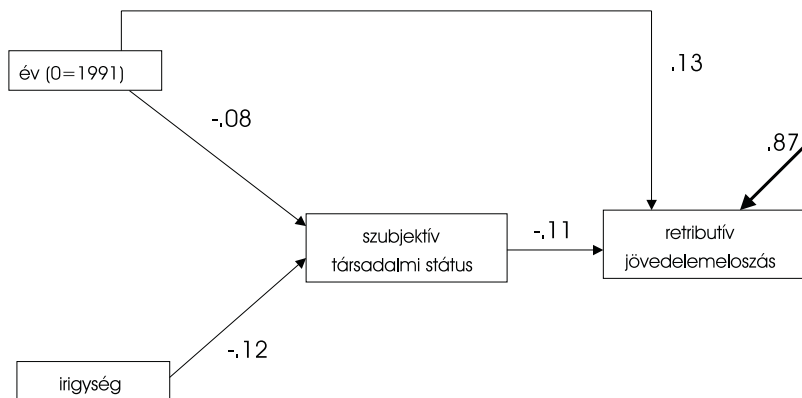 év (0=1991)
.13
-.08
.87
szubjektív
társadalmi státus
-.11
retributív
jövedelemeloszás
-.12
irigység